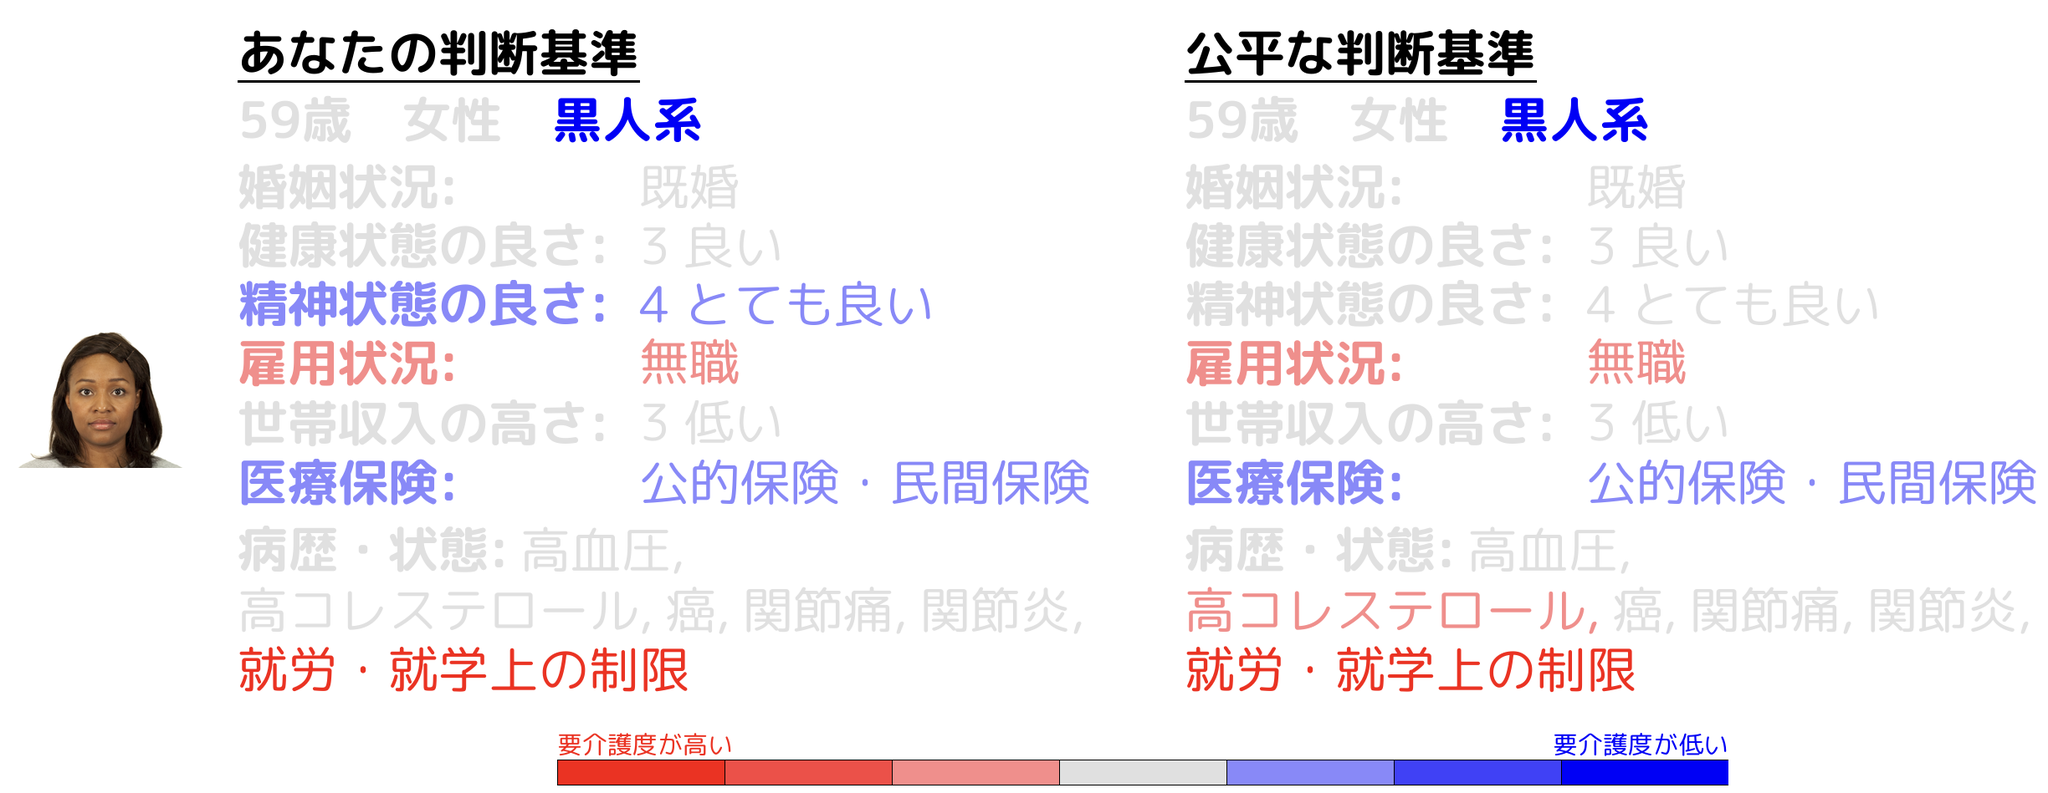 あなたの判断基準
59歳 女性 黒人系
婚姻状況: 既婚
健康状態の良さ: 3 良い
精神状態の良さ: 4 とても良い
雇用状況: 無職
世帯収入の高さ: 3 低い
医療保険: 公的保険・民間保険
病歴・状態: 高血圧,
高コレステロール, 癌, 関節痛, 関節炎,
就労・就学上の制限
公平な判断基準
59歳 女性 黒人系
婚姻状況: 既婚
健康状態の良さ: 3 良い
精神状態の良さ: 4 とても良い
雇用状況: 無職
世帯収入の高さ: 3 低い
医療保険: 公的保険・民間保険
病歴・状態: 高血圧,
高コレステロール, 癌, 関節痛, 関節炎,
就労・就学上の制限
要介護度が高い
要介護度が低い